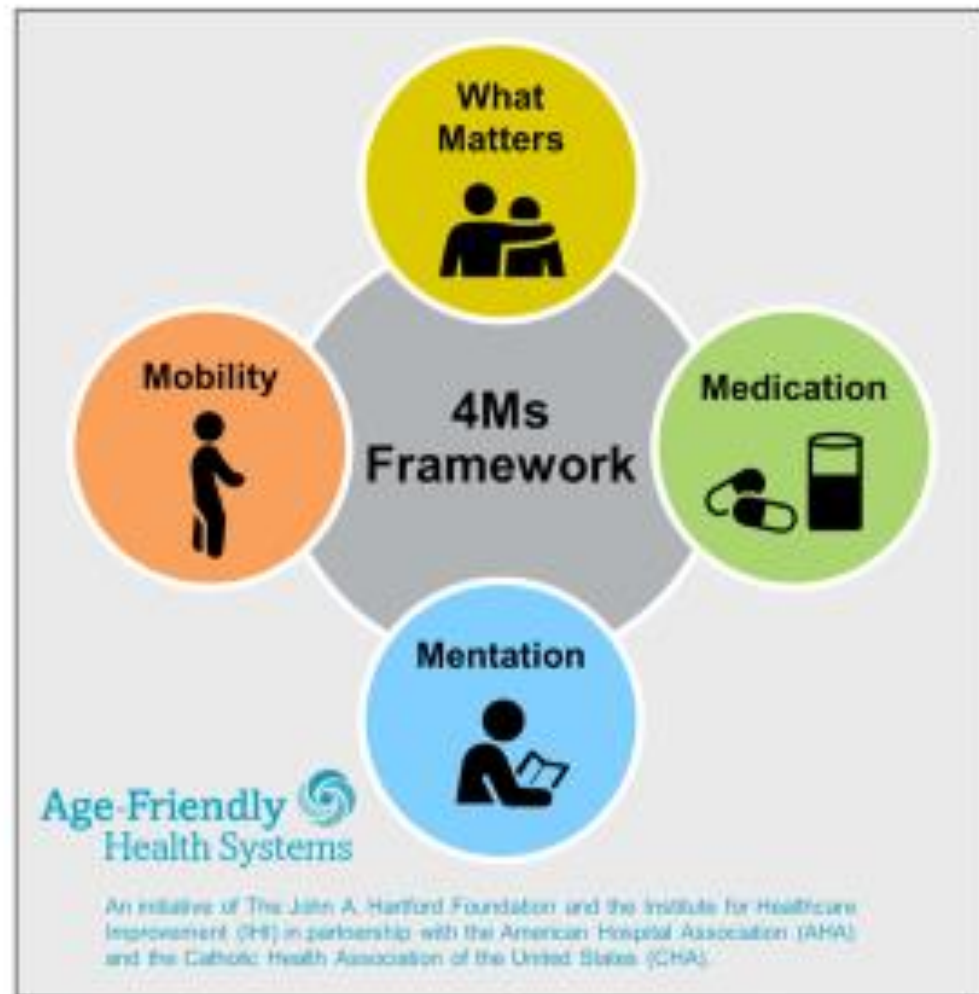 What
Matters
Mobility
4Ms
Framework
Medication
Mentation
Age-Friendly
Health Systems
An initiative of The John A. Hartford Foundation and the Institute for Healthcare
Improvement (IHI) in partnership with the American Hospital Association (AHA)
and the Catholic Health Association of the United States (CHA).